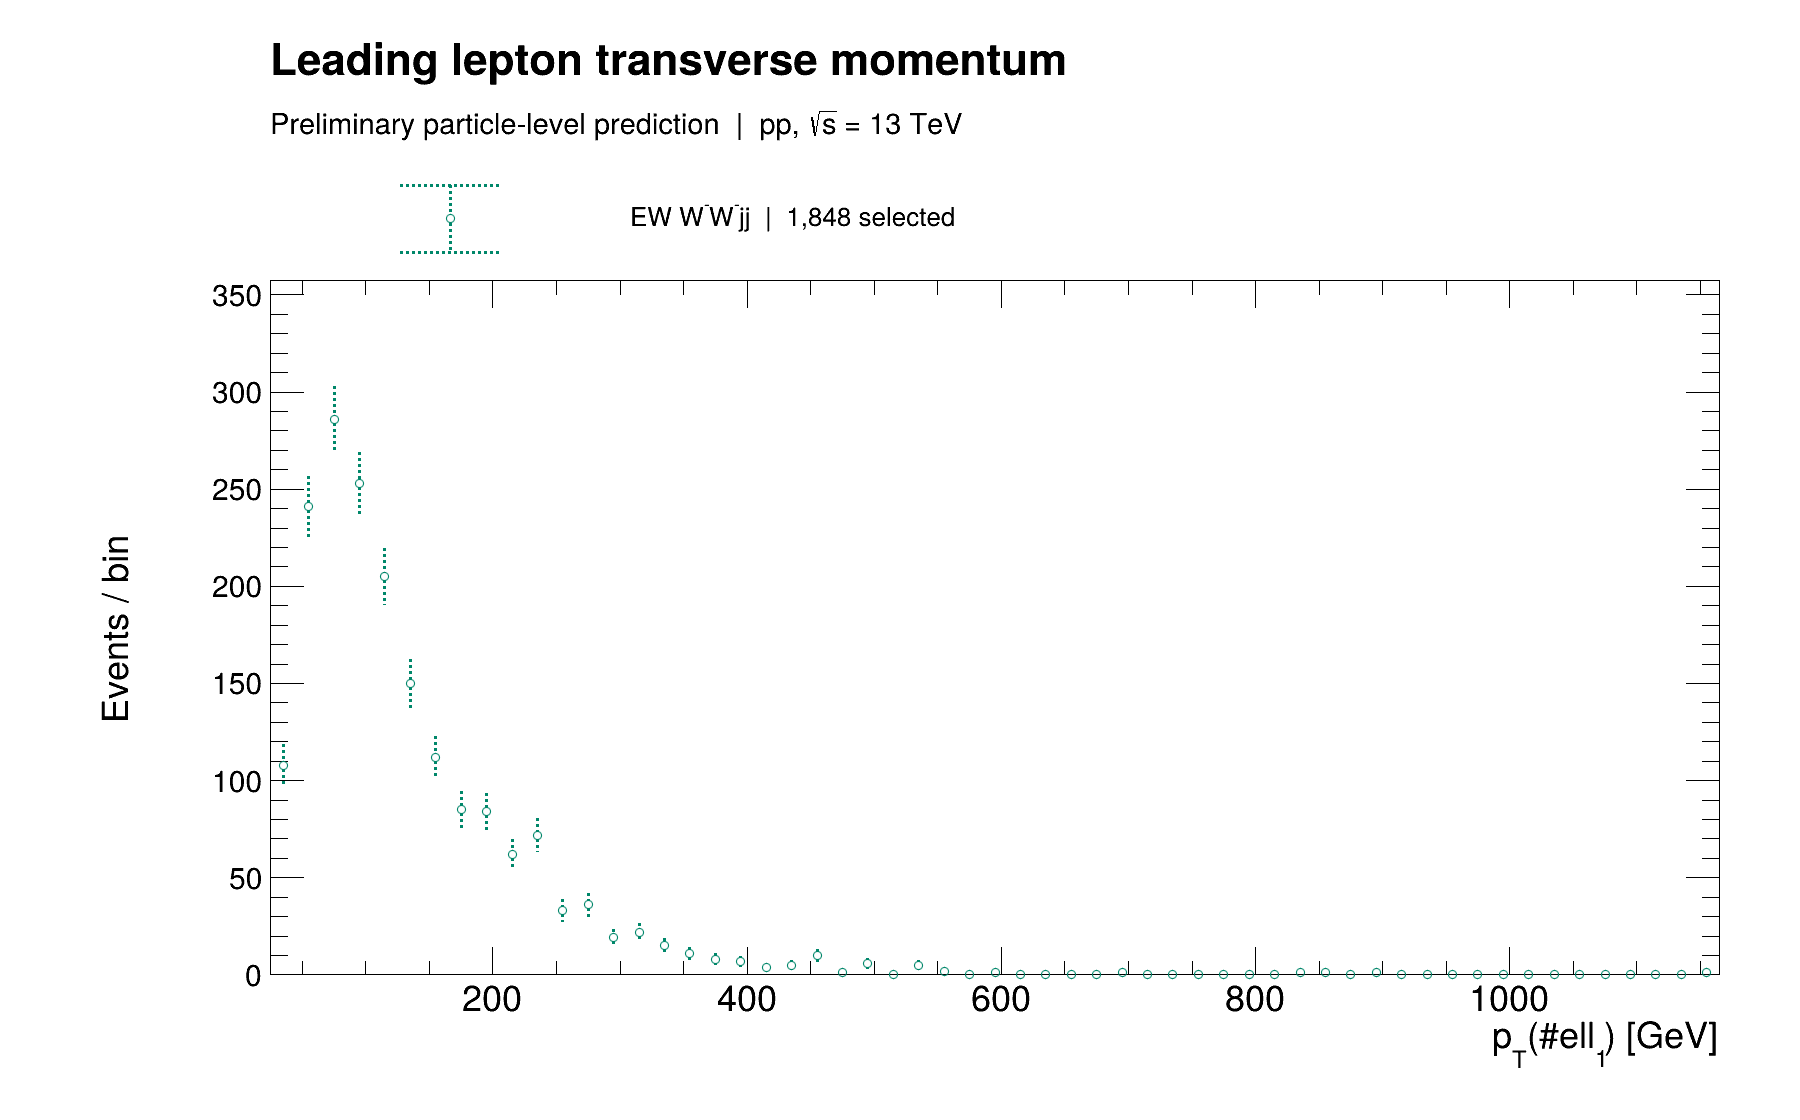 Leading lepton transverse momentum
Preliminary particle-level prediction | pp, √s = 13 TeV
EW W⁻W⁻jj | 1,848 selected
350
300
250
200
150
100
50
0
Events / bin
200 400 600 800 1000
p_T(#ell_1) [GeV]